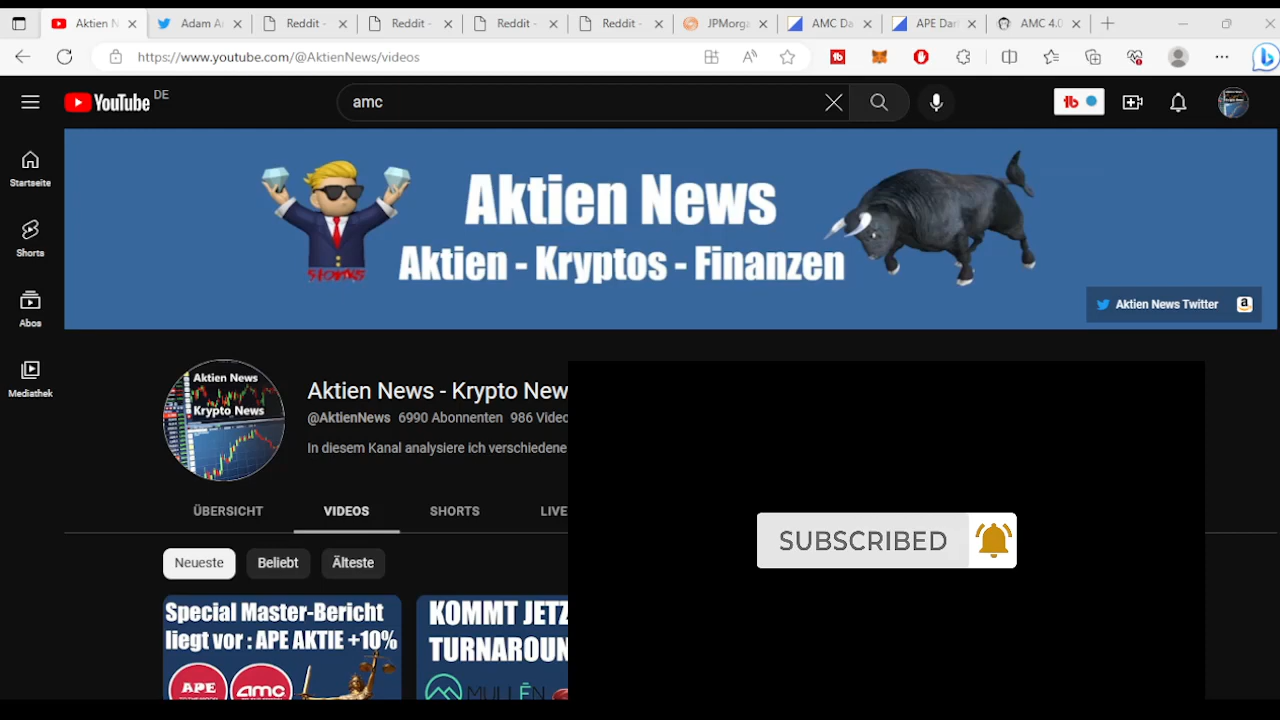 Aktien N
Adam A
Reddit -
Reddit -
Reddit -
Reddit -
JPMorga
AMC Da
APE Dar
AMC 4.0
https://www.youtube.com/@AktienNews/videos
YouTube DE
amc
Startseite
Shorts
Abos
Mediathek
Aktien News
Aktien - Kryptos - Finanzen
STONKS
Aktien News Twitter
Aktien News
Krypto News
Aktien News - Krypto New
@AktienNews 6990 Abonnenten 986 Video
In diesem Kanal analysiere ich verschiedene
ÜBERSICHT
VIDEOS
SHORTS
LIVE
SUBSCRIBED
Neueste
Beliebt
Älteste
Special Master-Bericht
liegt vor : APE AKTIE +10%
APE
amc
KOMMT JETZ
TURNAROUN
MULLĒN